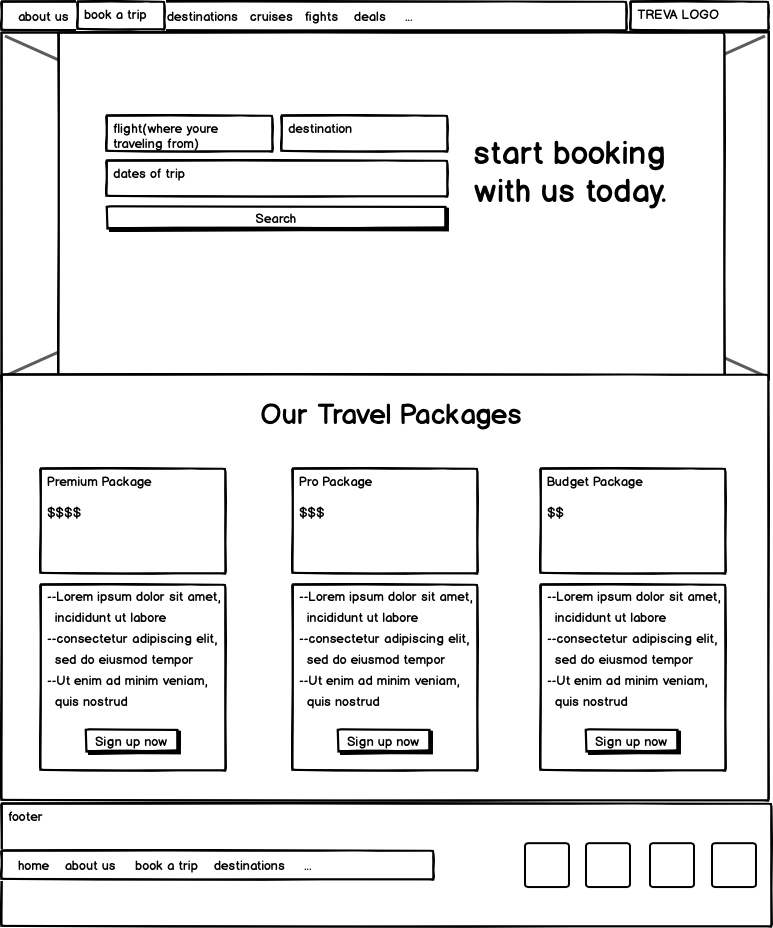 about us book a trip destinations cruises fights deals ... TREVA LOGO
flight(where youre
traveling from)
destination
dates of trip
Search
start booking
with us today.
Our Travel Packages
Premium Package
$$$$
--Lorem ipsum dolor sit amet,
incididunt ut labore
--consectetur adipiscing elit,
sed do eiusmod tempor
--Ut enim ad minim veniam,
quis nostrud
Sign up now
Pro Package
$$$
--Lorem ipsum dolor sit amet,
incididunt ut labore
--consectetur adipiscing elit,
sed do eiusmod tempor
--Ut enim ad minim veniam,
quis nostrud
Sign up now
Budget Package
$$
--Lorem ipsum dolor sit amet,
incididunt ut labore
--consectetur adipiscing elit,
sed do eiusmod tempor
--Ut enim ad minim veniam,
quis nostrud
Sign up now
footer
home about us book a trip destinations ...